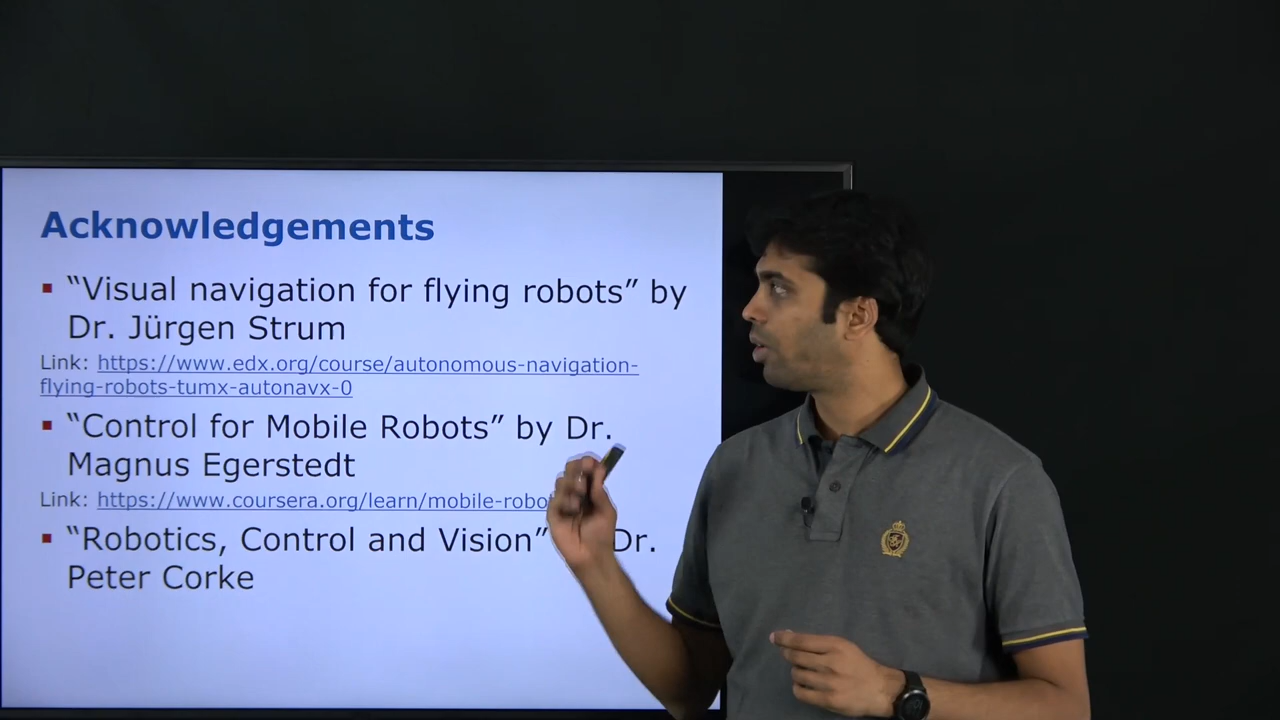 Acknowledgements
▪ “Visual navigation for flying robots” by
Dr. Jürgen Strum
Link: https://www.edx.org/course/autonomous-navigation-
flying-robots-tumx-autonavx-0
▪ “Control for Mobile Robots” by Dr.
Magnus Egerstedt
Link: https://www.coursera.org/learn/mobile-robo
▪ “Robotics, Control and Vision” Dr.
Peter Corke